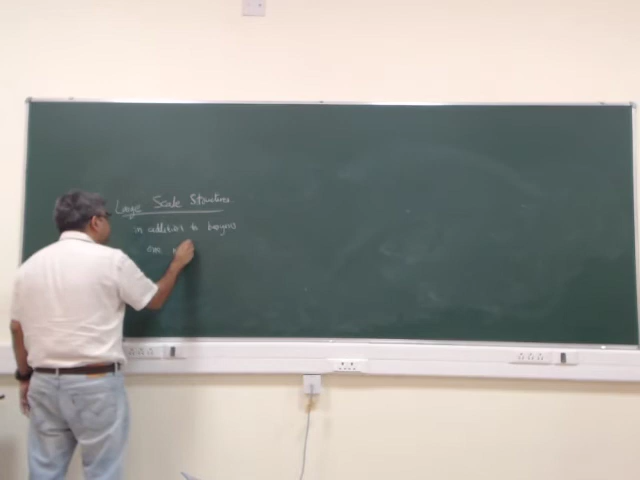 Large Scale Structures
in addition to baryons
one